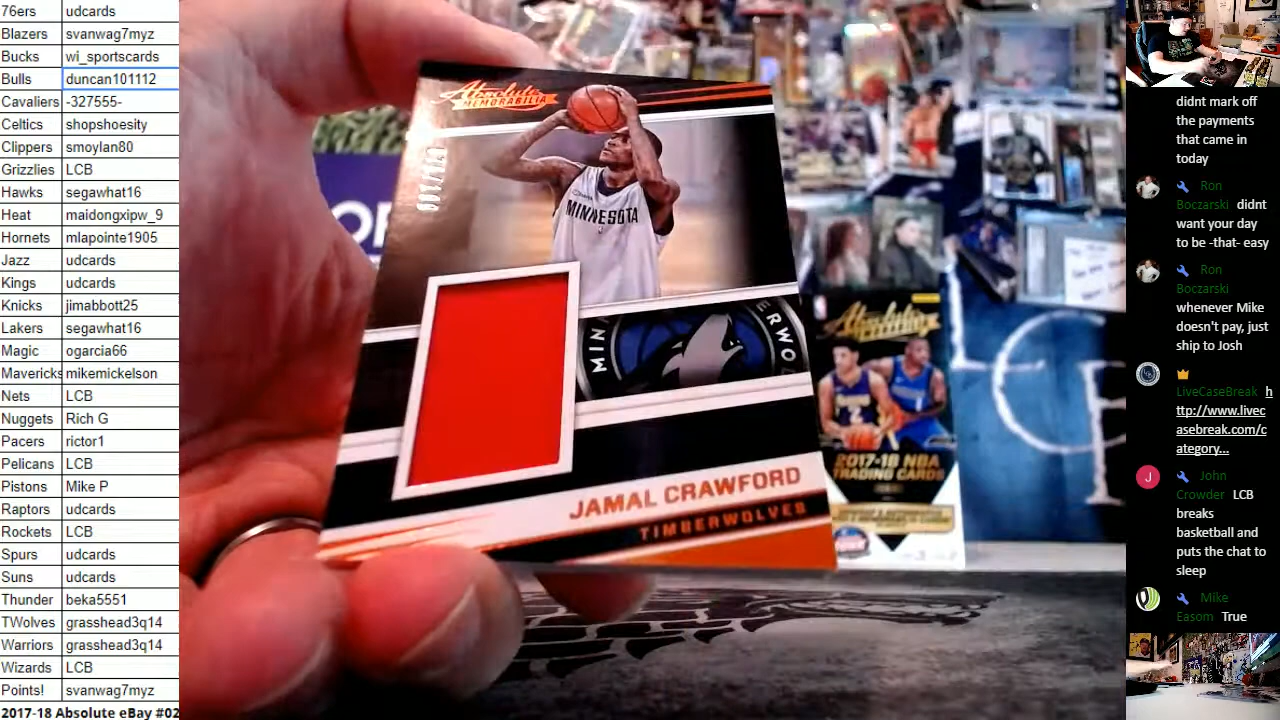 76ers udcards
Blazers svanwag7myz
Bucks wi_sportscards
Bulls duncan101112
Cavaliers -327555-
Celtics shopshoesity
Clippers smoylan80
Grizzlies LCB
Hawks segawhat16
Heat maidongxipw_9
Hornets mlapointe1905
Jazz udcards
Kings udcards
Knicks jimabbott25
Lakers segawhat16
Magic ogarcia66
Mavericks mikemickelson
Nets LCB
Nuggets Rich G
Pacers rictor1
Pelicans LCB
Pistons Mike P
Raptors udcards
Rockets LCB
Spurs udcards
Suns udcards
Thunder beka5551
TWolves grasshead3q14
Warriors grasshead3q14
Wizards LCB
Points! svanwag7myz
2017-18 Absolute eBay #02
Absolute
MEMORABILIA
MINNESOTA
MINN
ERWO
JAMAL CRAWFORD
TIMBERWOLVES
Absolute
2017-18 NBA
TRADING CARDS
LC
didnt mark off
the payments
that came in
today
Ron
Boczarski didnt
want your day
to be -that- easy
Ron
Boczarski
whenever Mike
doesn't pay, just
ship to Josh
LiveCaseBreak h
ttp://www.livec
asebreak.com/c
ategory...
J
John
Crowder LCB
breaks
basketball and
puts the chat to
sleep
Mike
Easom True